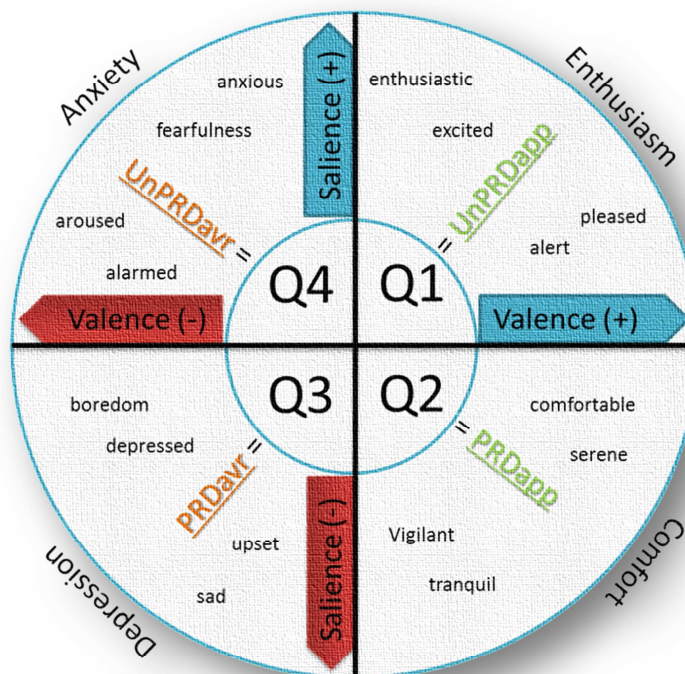 Anxiety
Enthusiasm
Salience (+)
anxious
enthusiastic
fearfulness
excited
UnPRDavr =
= UnPRDapp
aroused
pleased
alarmed
alert
Q4
Q1
Valence (-)
Valence (+)
Q3
Q2
boredom
comfortable
depressed
serene
PRDavr =
= PRDapp
upset
Vigilant
sad
tranquil
Salience (-)
Depression
Comfort